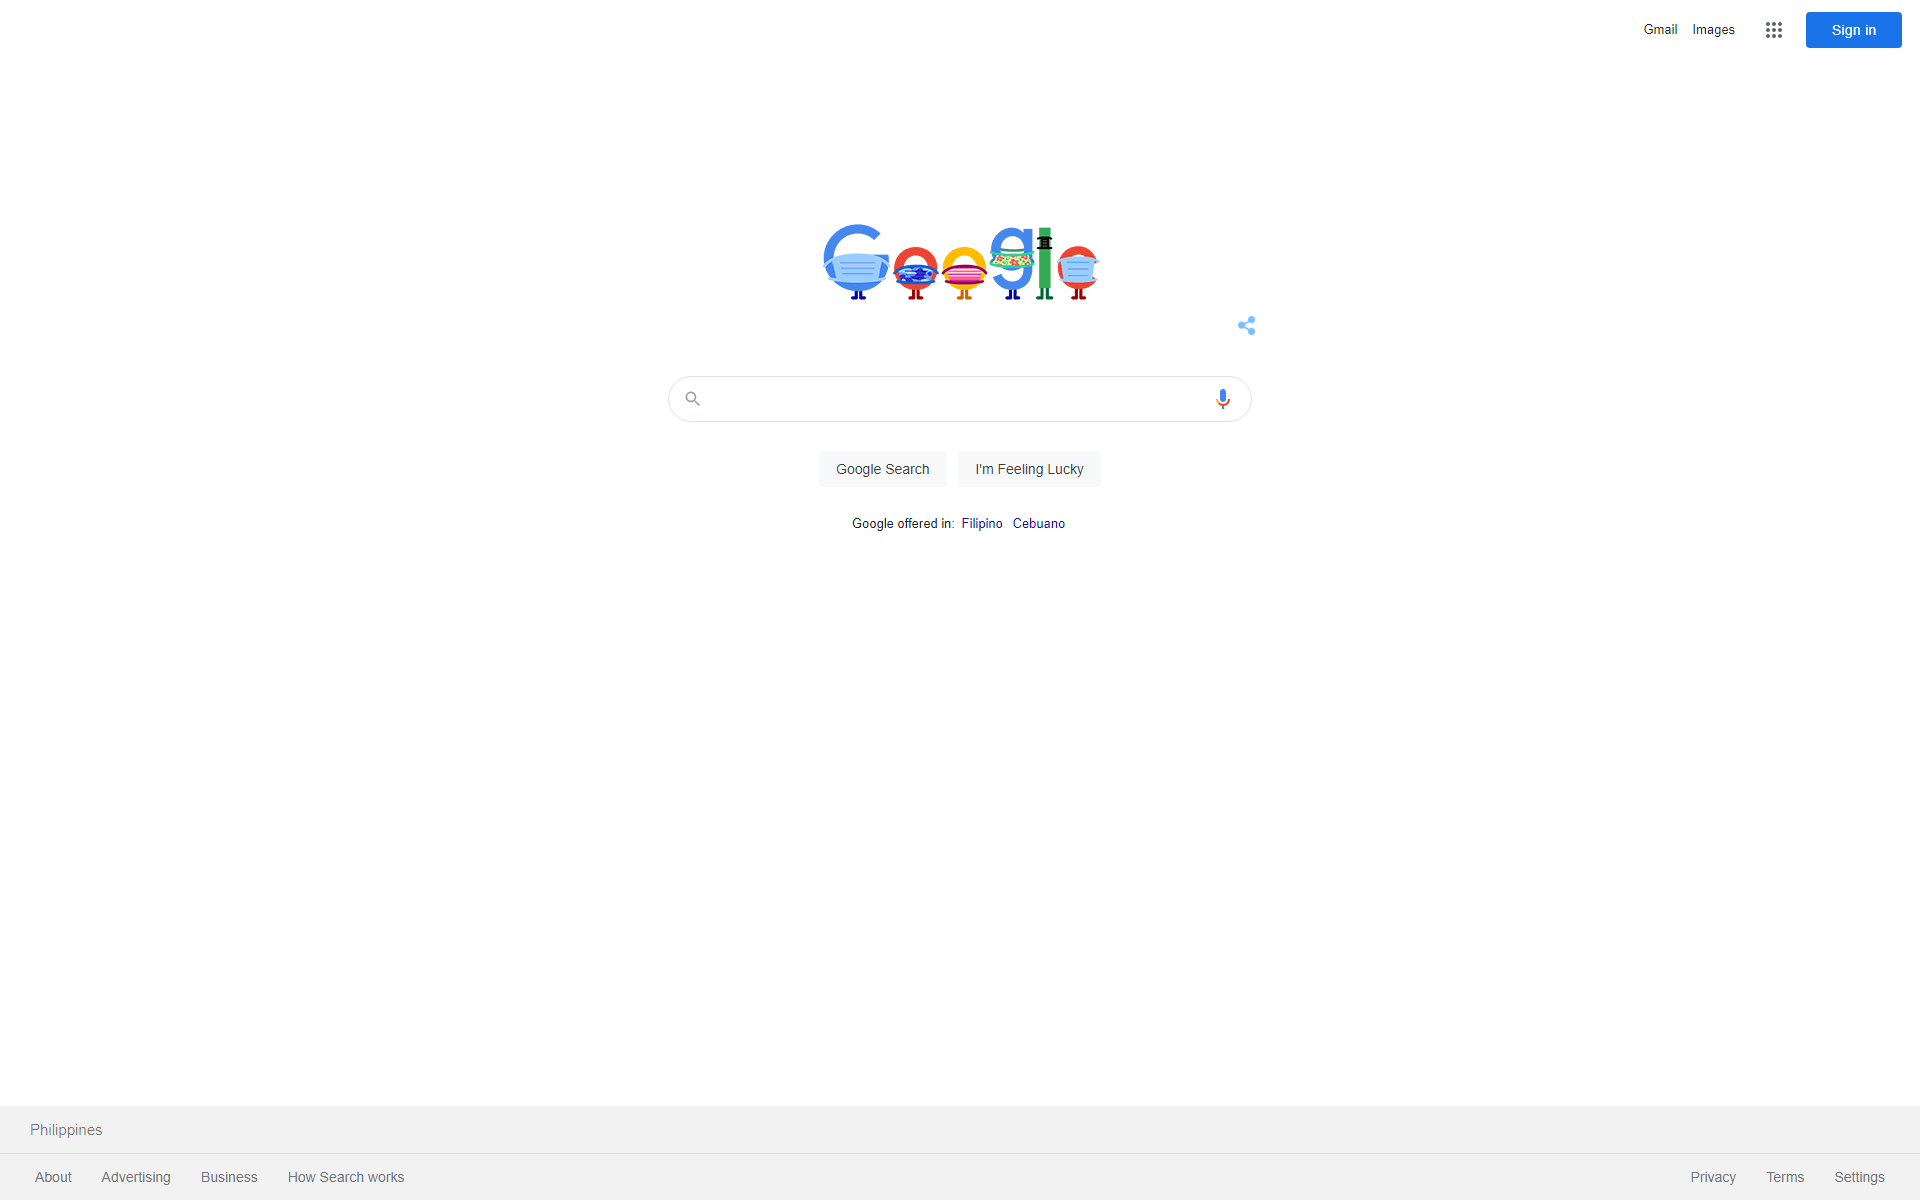 Gmail Images Sign in
Google
Google Search I'm Feeling Lucky
Google offered in: Filipino Cebuano
Philippines
About Advertising Business How Search works Privacy Terms Settings